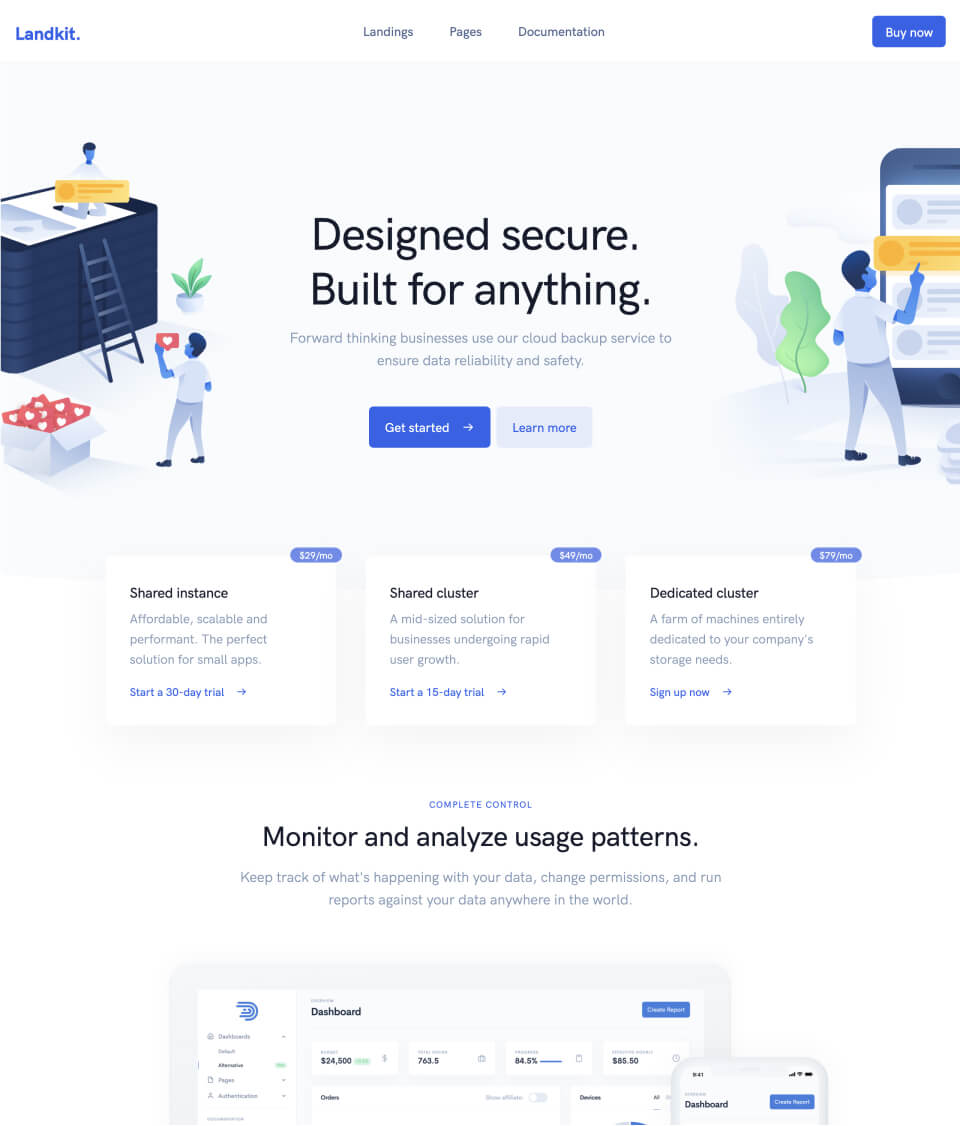 Landkit.
Landings
Pages
Documentation
Buy now
Designed secure.
Built for anything.
Forward thinking businesses use our cloud backup service to
ensure data reliability and safety.
Get started →
Learn more
$29/mo
Shared instance
Affordable, scalable and
performant. The perfect
solution for small apps.
Start a 30-day trial →
$49/mo
Shared cluster
A mid-sized solution for
businesses undergoing rapid
user growth.
Start a 15-day trial →
$79/mo
Dedicated cluster
A farm of machines entirely
dedicated to your company's
storage needs.
Sign up now →
COMPLETE CONTROL
Monitor and analyze usage patterns.
Keep track of what's happening with your data, change permissions, and run
reports against your data anywhere in the world.
Dashboards
Default
Alternative
Pages
Authentication
DOCUMENTATION
OVERVIEW
Dashboard
Create Report
BUDGET
$24,500
TOTAL HOURS
763.5
PROGRESS
84.5%
EFFECTIVE HOURLY
$85.50
Orders
Show affiliate
Devices
All
9:41
OVERVIEW
Dashboard
Create Report